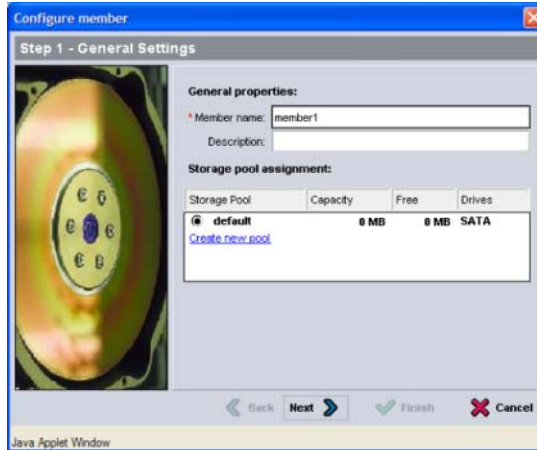 Configure member
Step 1 - General Settings
General properties:
* Member name: member1
Description:
Storage pool assignment:
Storage Pool Capacity Free Drives
default 0 MB 0 MB SATA
Create new pool
Back Next Finish Cancel
Java Applet Window